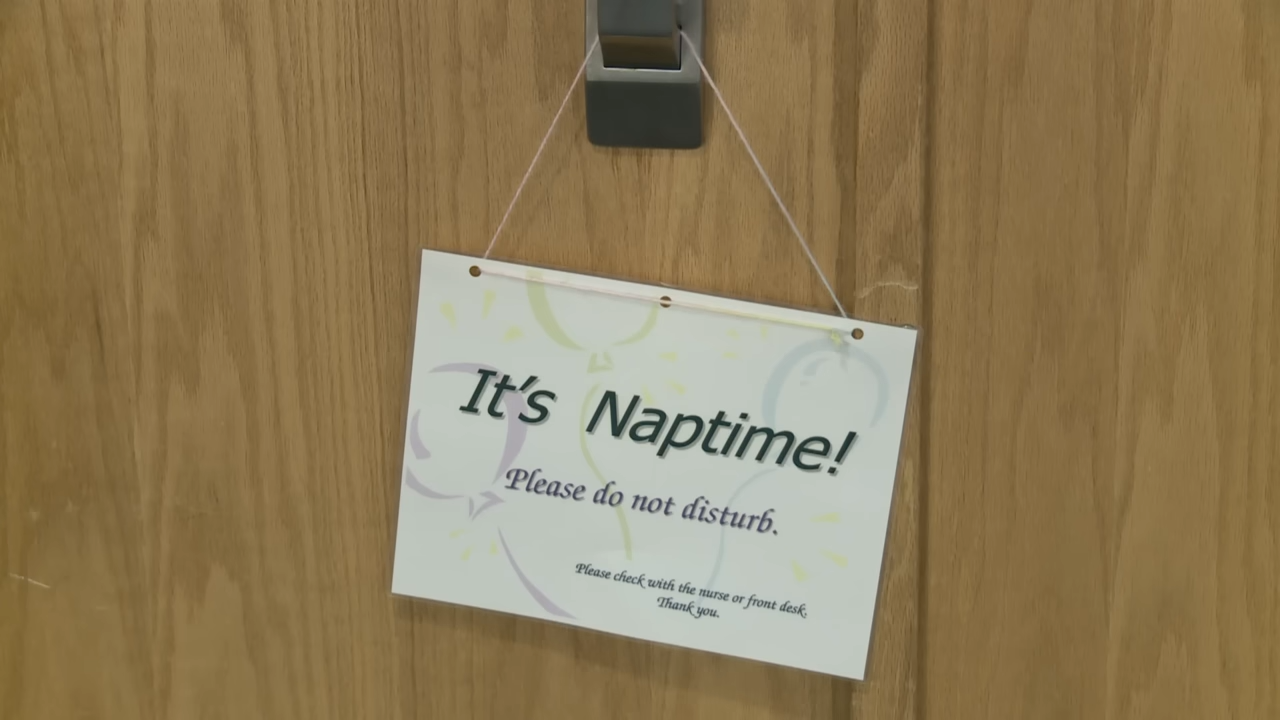 It's Naptime!
Please do not disturb.
Please check with the nurse or front desk.
Thank you.